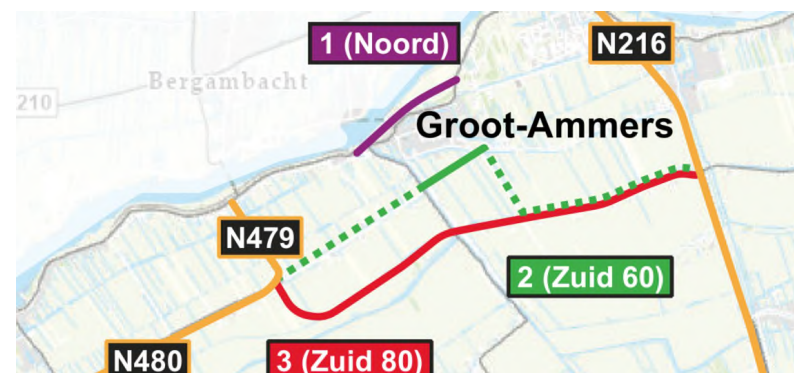 1 (Noord)
N216
Bergambacht
210
Groot-Ammers
N479
2 (Zuid 60)
N480
3 (Zuid 80)